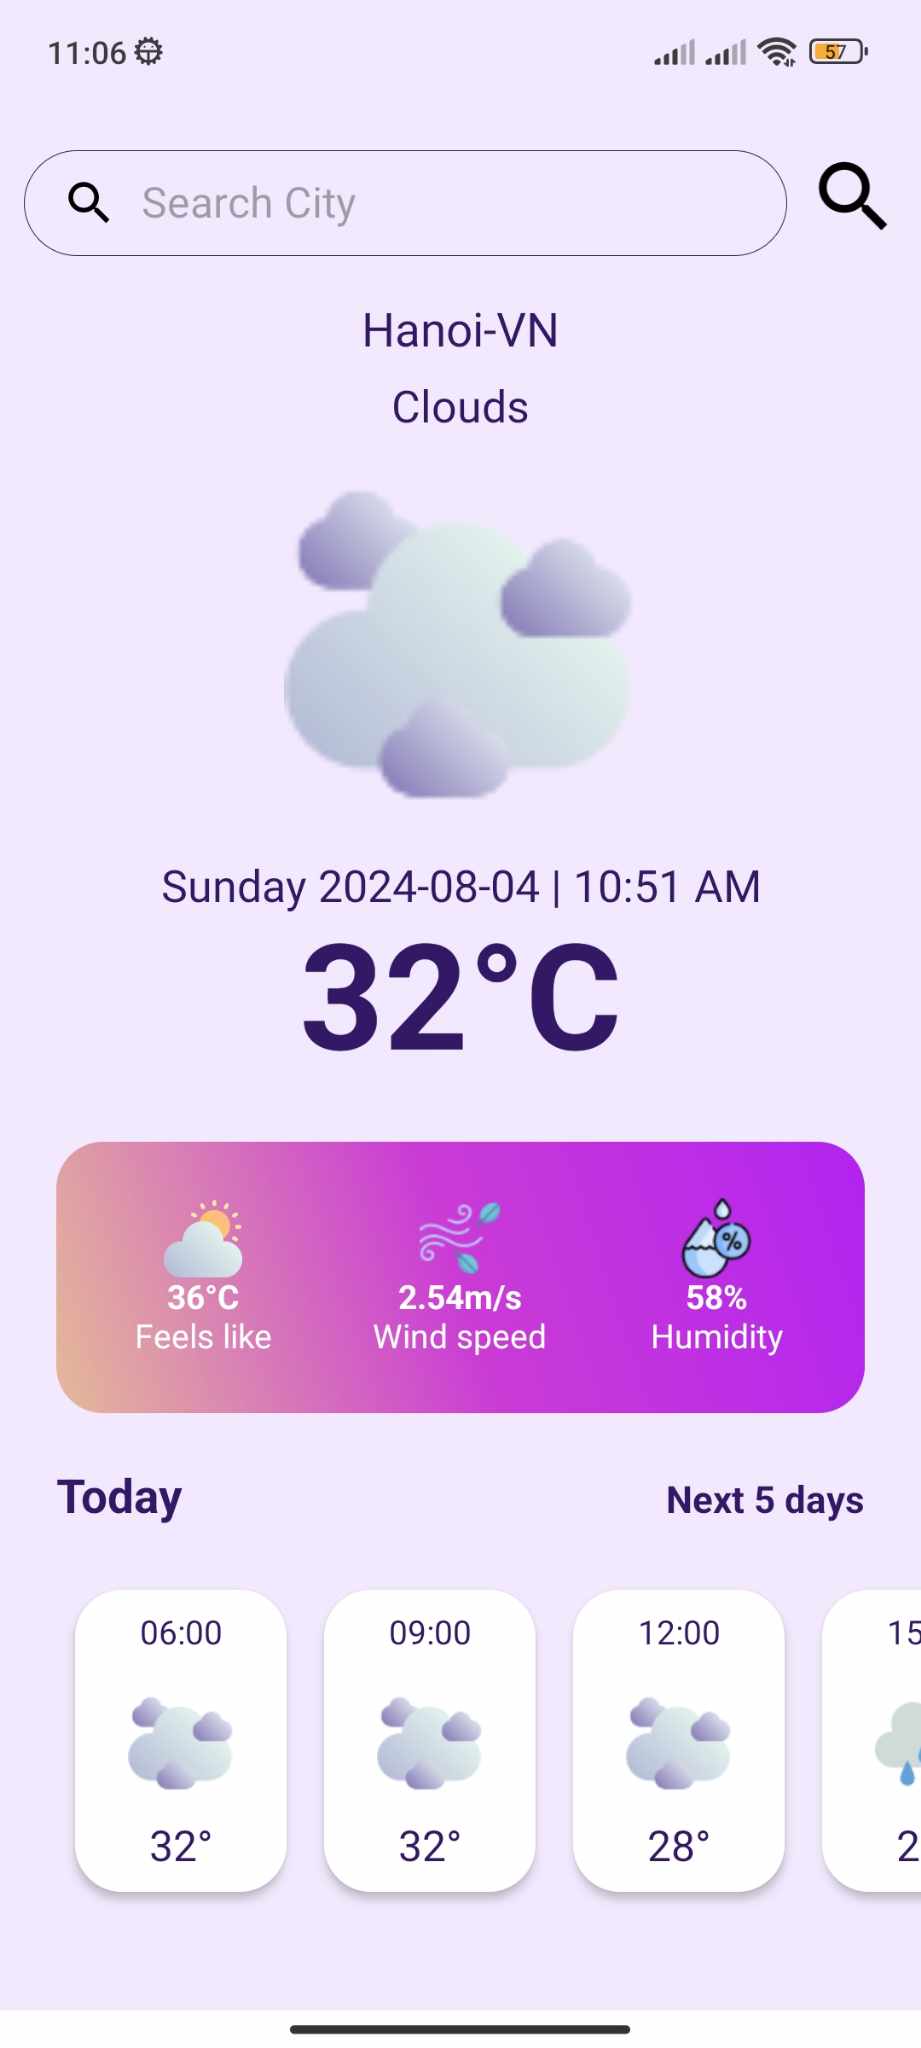 11:06
57
Search City
Hanoi-VN
Clouds
Sunday 2024-08-04 | 10:51 AM
32°C
%
36°C 2.54m/s 58%
Feels like Wind speed Humidity
Today Next 5 days
06:00 09:00 12:00 15
32° 32° 28° 2